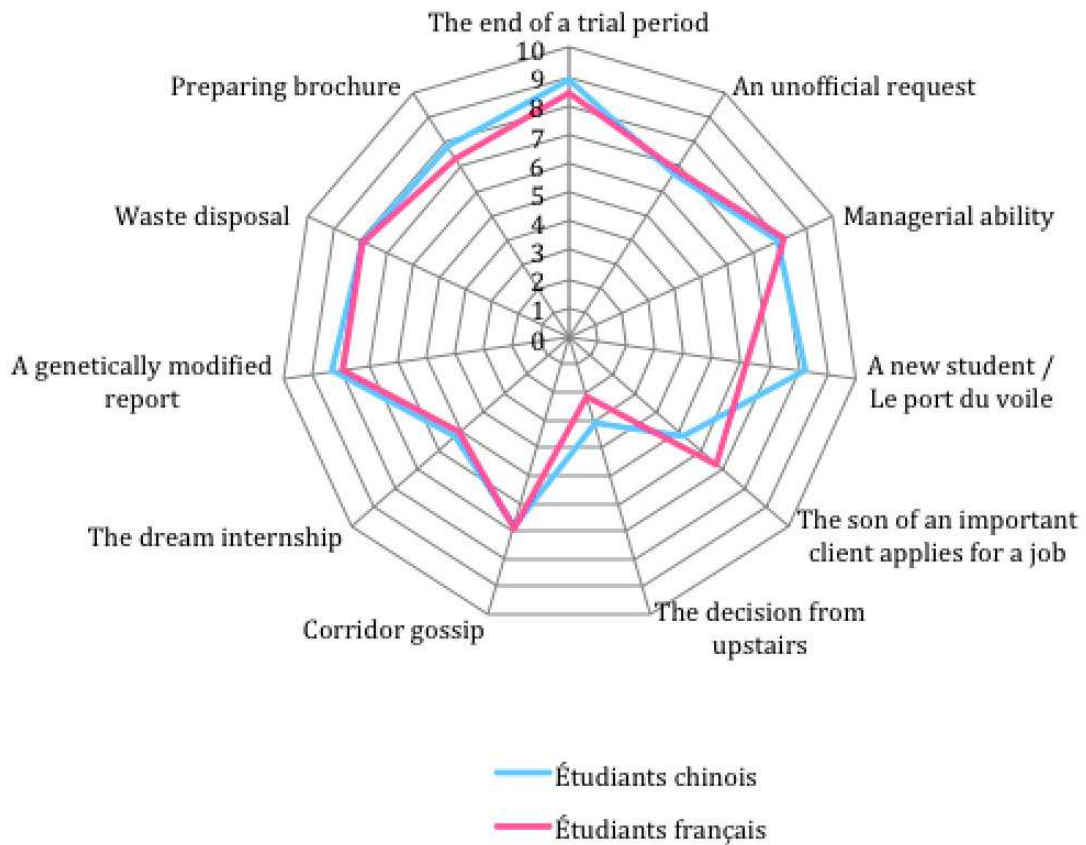 The end of a trial period
10
9
8
7
6
5
4
3
2
1
0
An unofficial request
Managerial ability
A new student /
Le port du voile
The son of an important
client applies for a job
The decision from
upstairs
Corridor gossip
The dream internship
A genetically modified
report
Waste disposal
Preparing brochure
Étudiants chinois
Étudiants français